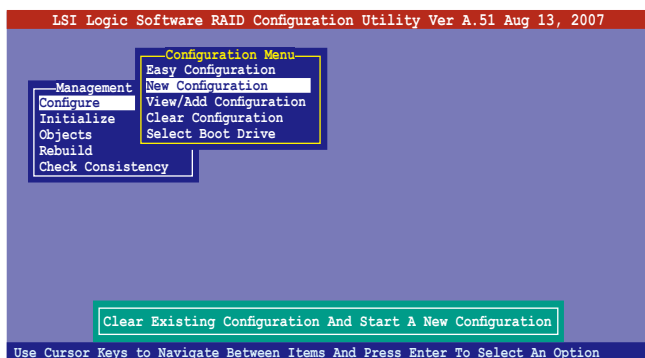 LSI Logic Software RAID Configuration Utility Ver A.51 Aug 13, 2007
Configuration Menu
Easy Configuration
New Configuration
View/Add Configuration
Clear Configuration
Select Boot Drive
Management
Configure
Initialize
Objects
Rebuild
Check Consistency
Clear Existing Configuration And Start A New Configuration
Use Cursor Keys to Navigate Between Items And Press Enter To Select An Option